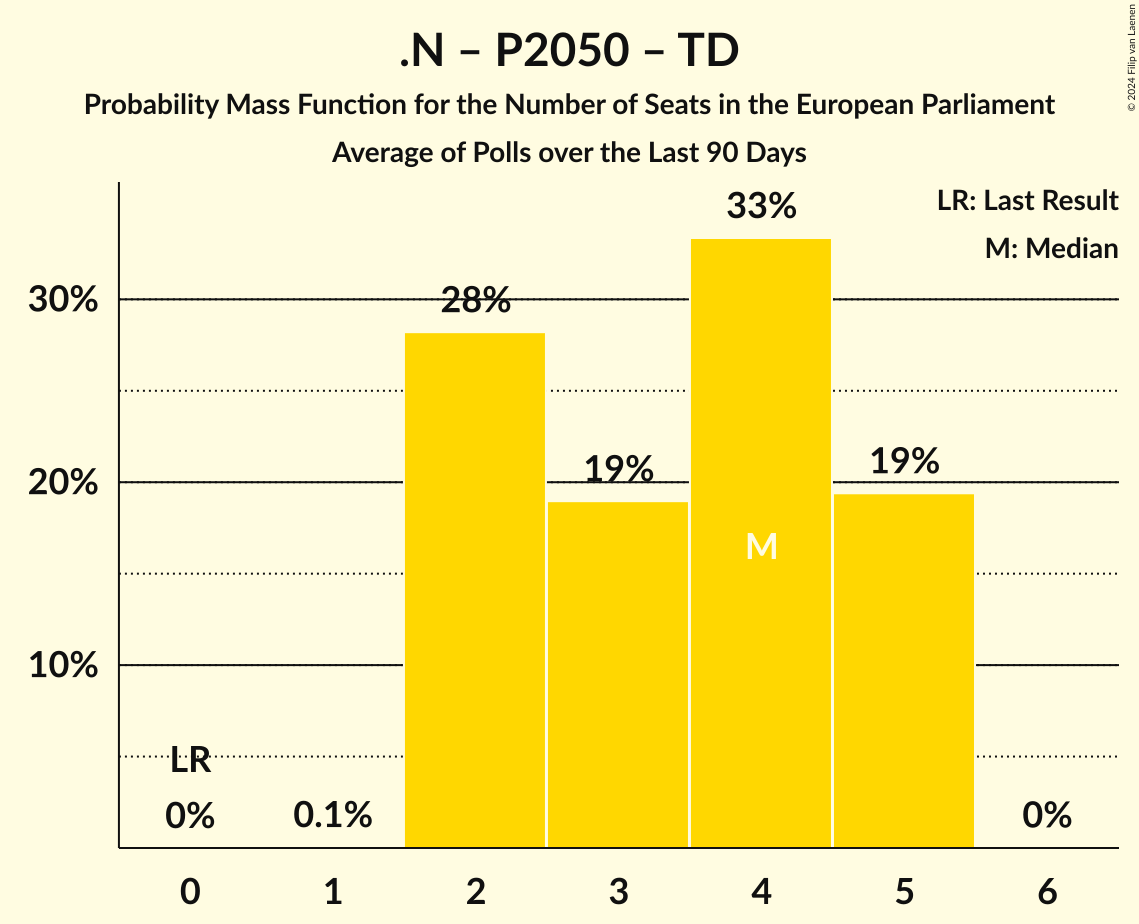 .N – P2050 – TD
Probability Mass Function for the Number of Seats in the European Parliament
Average of Polls over the Last 90 Days
© 2024 Filip van Laenen
LR: Last Result
M: Median
33%
30%
28%
19%
19%
20%
M
10%
LR
0%
0.1%
0%
0 1 2 3 4 5 6